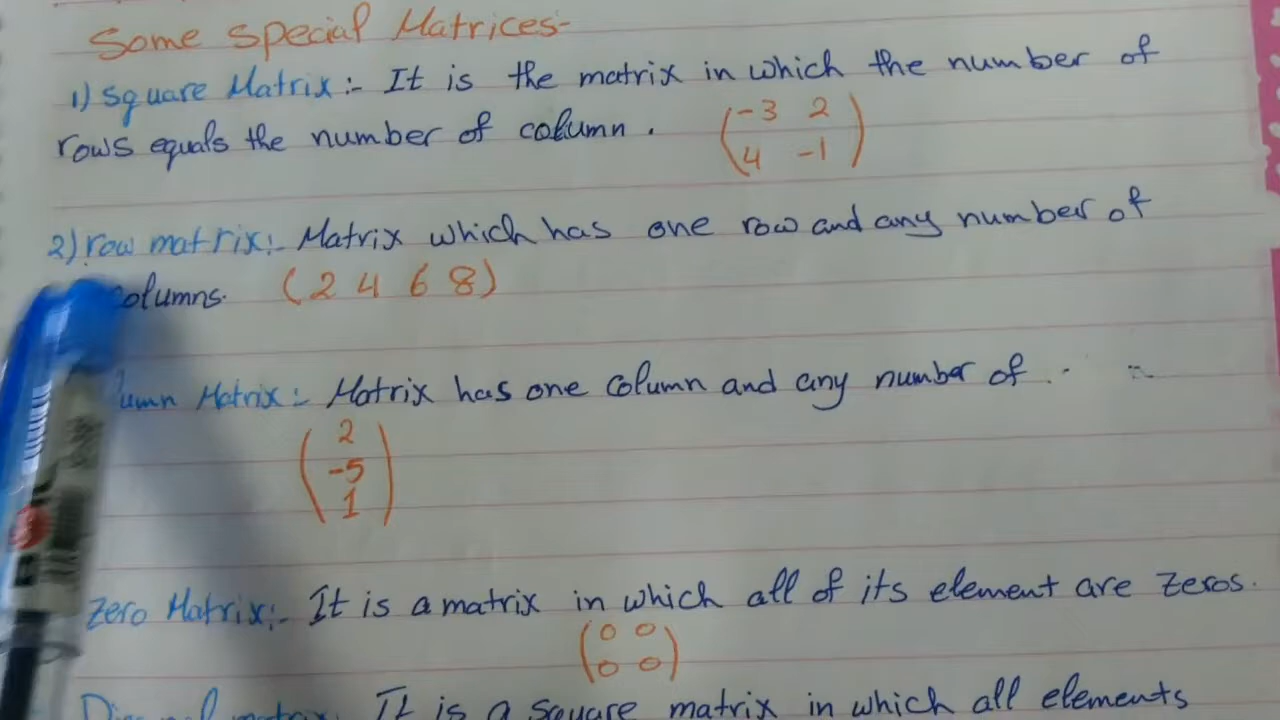 Some Special Matrices-
1) square Matrix:- It is the matrix in which the number of
rows equals the number of column. (-3 2
4 -1)
2) row matrix:- Matrix which has one row and any number of
columns. (2 4 6 8)
Matrix:- Matrix has one column and any number of
(2
-5
1)
Zero Matrix:- It is a matrix in which all of its element are zeros.
(0 0
0 0)
It is a square matrix in which all elements